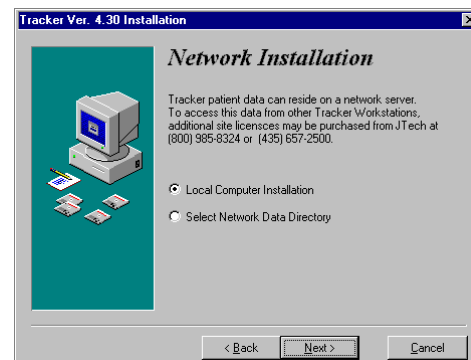 Tracker Ver. 4.30 Installation
Network Installation
Tracker patient data can reside on a network server.
To access this data from other Tracker Workstations,
additional site licensces may be purchased from JTech at
(800) 985-8324 or (435) 657-2500.
Local Computer Installation
Select Network Data Directory
< Back
Next >
Cancel